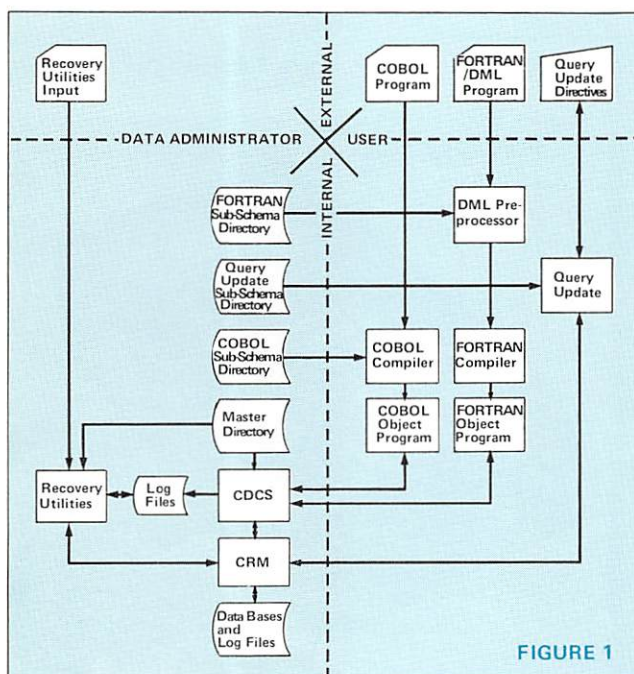 Recovery
Utilities
Input
EXTERNAL
COBOL
Program
FORTRAN
/DML
Program
Query
Update
Directives
DATA ADMINISTRATOR
USER
INTERNAL
FORTRAN
Sub-Schema
Directory
DML Pre-
processor
Query
Update
Sub-Schema
Directory
Query
Update
COBOL
Sub-Schema
Directory
COBOL
Compiler
FORTRAN
Compiler
Master
Directory
COBOL
Object
Program
FORTRAN
Object
Program
Recovery
Utilities
Log
Files
CDCS
CRM
Data Bases
and
Log Files
FIGURE 1